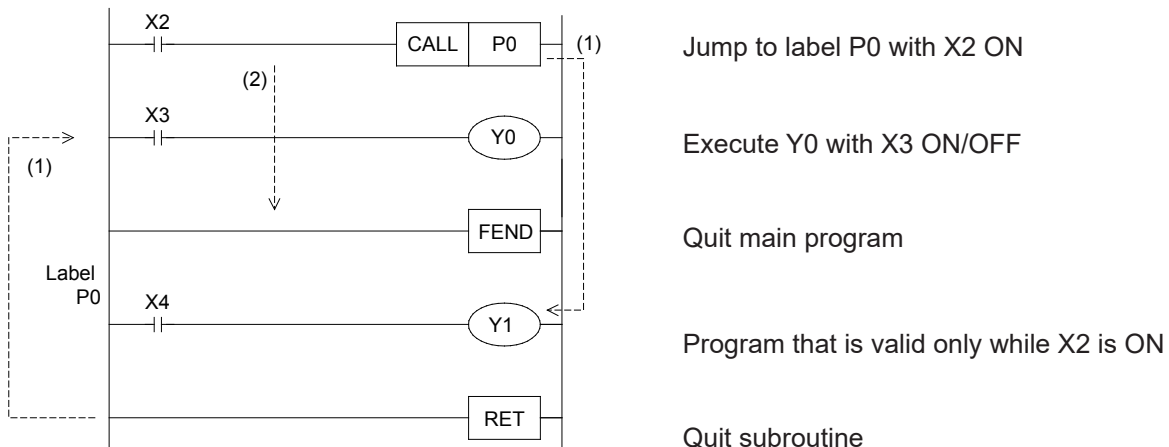 X2
CALL P0 (1) Jump to label P0 with X2 ON
(2)
X3
Y0 Execute Y0 with X3 ON/OFF
(1)
FEND Quit main program
Label
P0
X4
Y1 Program that is valid only while X2 is ON
RET Quit subroutine